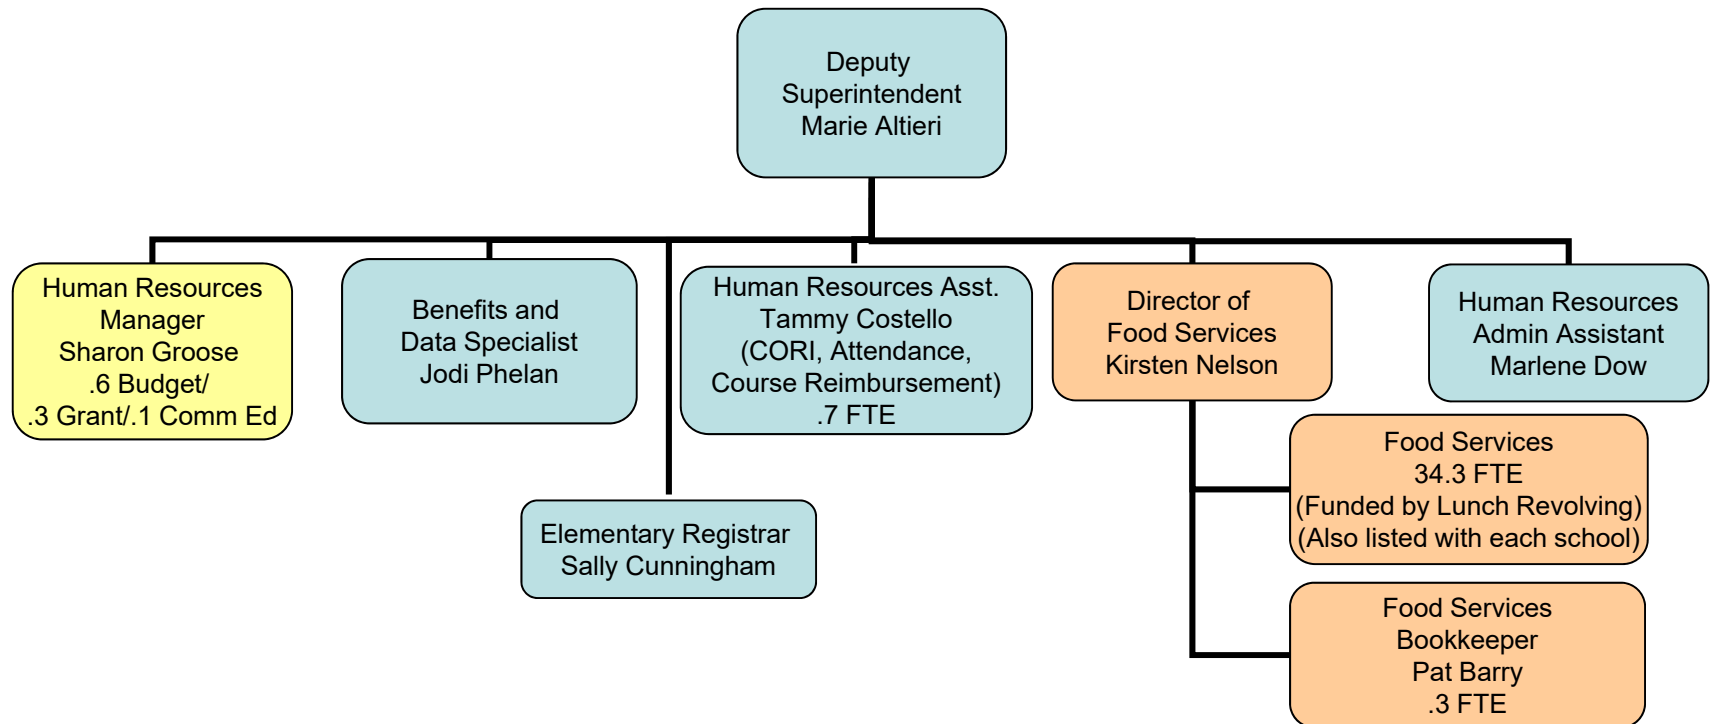 Deputy
Superintendent
Marie Altieri
Human Resources
Manager
Sharon Groose
.6 Budget/
.3 Grant/.1 Comm Ed
Benefits and
Data Specialist
Jodi Phelan
Human Resources Asst.
Tammy Costello
(CORI, Attendance,
Course Reimbursement)
.7 FTE
Director of
Food Services
Kirsten Nelson
Human Resources
Admin Assistant
Marlene Dow
Elementary Registrar
Sally Cunningham
Food Services
34.3 FTE
(Funded by Lunch Revolving)
(Also listed with each school)
Food Services
Bookkeeper
Pat Barry
.3 FTE